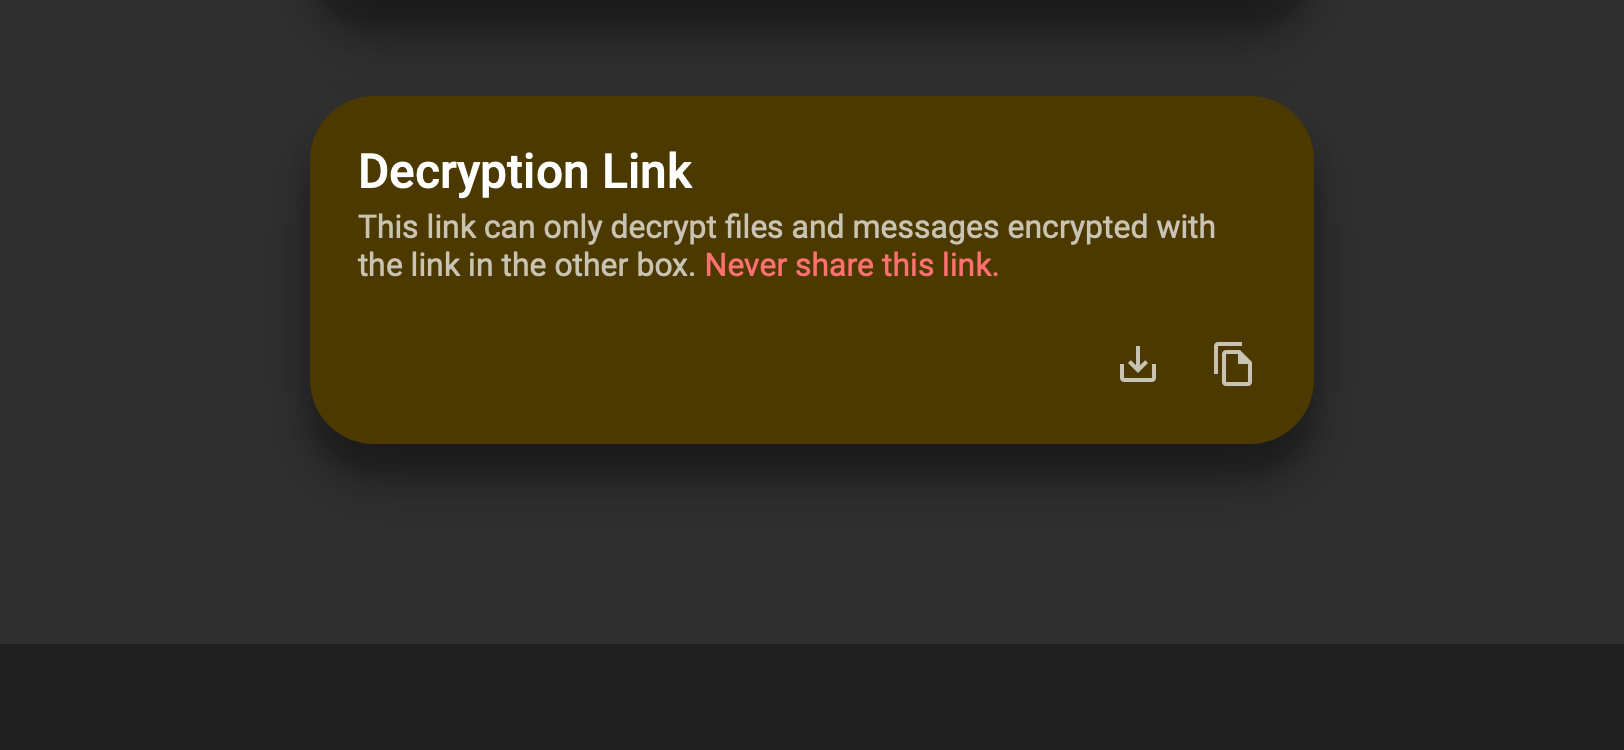 Decryption Link
This link can only decrypt files and messages encrypted with
the link in the other box. Never share this link.